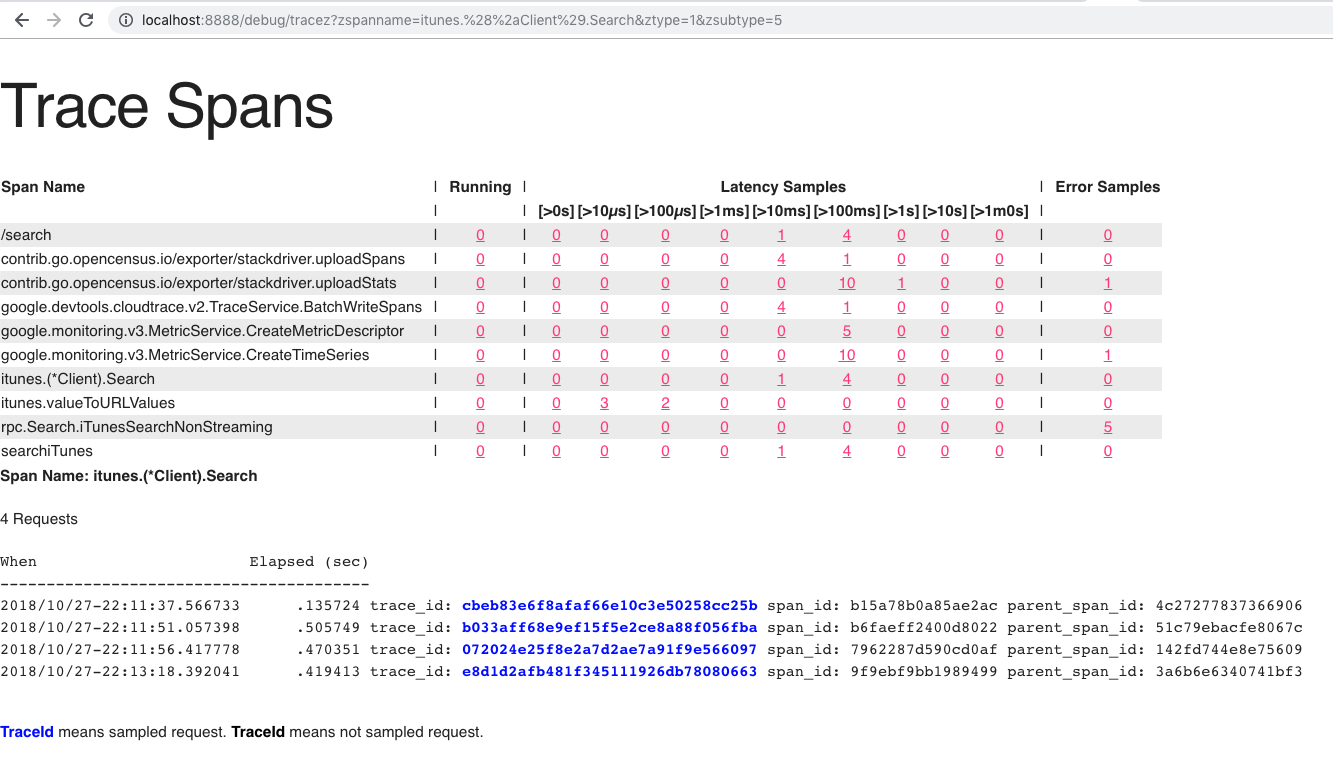 localhost:8888/debug/tracez?zspanname=itunes.%28%2aClient%29.Search&ztype=1&zsubtype=5
Trace Spans
Span Name | Running | Latency Samples | Error Samples
| | [>0s] [>10μs] [>100μs] [>1ms] [>10ms] [>100ms] [>1s] [>10s] [>1m0s] |
/search | 0 | 0 0 0 0 1 4 0 0 0 | 0
contrib.go.opencensus.io/exporter/stackdriver.uploadSpans | 0 | 0 0 0 0 4 1 0 0 0 | 0
contrib.go.opencensus.io/exporter/stackdriver.uploadStats | 0 | 0 0 0 0 0 10 1 0 0 | 1
google.devtools.cloudtrace.v2.TraceService.BatchWriteSpans | 0 | 0 0 0 0 4 1 0 0 0 | 0
google.monitoring.v3.MetricService.CreateMetricDescriptor | 0 | 0 0 0 0 0 5 0 0 0 | 0
google.monitoring.v3.MetricService.CreateTimeSeries | 0 | 0 0 0 0 0 10 0 0 0 | 1
itunes.(*Client).Search | 0 | 0 0 0 0 1 4 0 0 0 | 0
itunes.valueToURLValues | 0 | 0 3 2 0 0 0 0 0 0 | 0
rpc.Search.iTunesSearchNonStreaming | 0 | 0 0 0 0 0 0 0 0 0 | 5
searchiTunes | 0 | 0 0 0 0 1 4 0 0 0 | 0
Span Name: itunes.(*Client).Search
4 Requests
When Elapsed (sec)
----------------------------------------
2018/10/27-22:11:37.566733 .135724 trace_id: cbeb83e6f8afaf66e10c3e50258cc25b span_id: b15a78b0a85ae2ac parent_span_id: 4c27277837366906
2018/10/27-22:11:51.057398 .505749 trace_id: b033aff68e9ef15f5e2ce8a88f056fba span_id: b6faeff2400d8022 parent_span_id: 51c79ebacfe8067c
2018/10/27-22:11:56.417778 .470351 trace_id: 072024e25f8e2a7d2ae7a91f9e566097 span_id: 7962287d590cd0af parent_span_id: 142fd744e8e75609
2018/10/27-22:13:18.392041 .419413 trace_id: e8d1d2afb481f345111926db78080663 span_id: 9f9ebf9bb1989499 parent_span_id: 3a6b6e6340741bf3
TraceId means sampled request. TraceId means not sampled request.